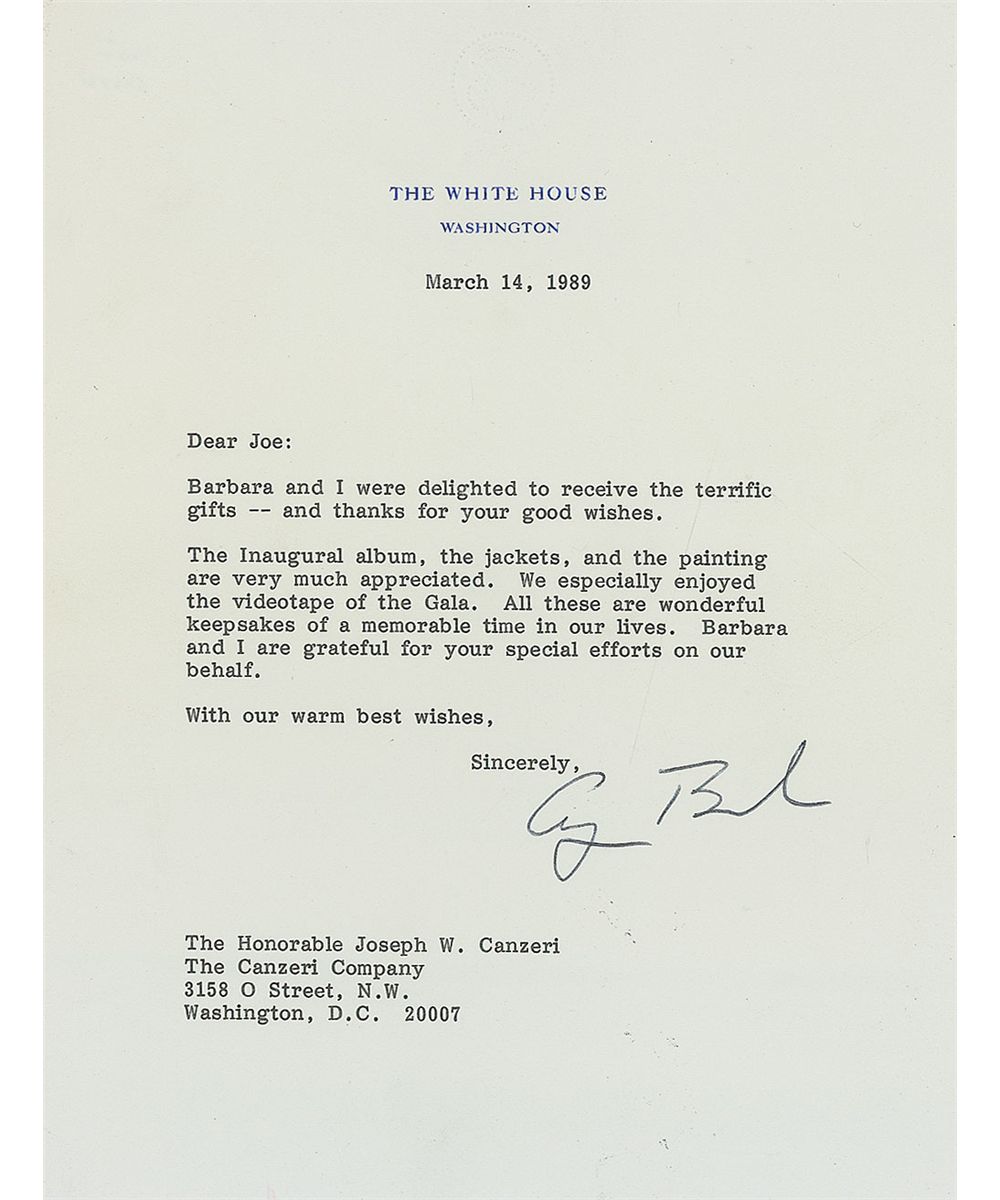 THE WHITE HOUSE
WASHINGTON
March 14, 1989
Dear Joe:
Barbara and I were delighted to receive the terrific
gifts -- and thanks for your good wishes.
The Inaugural album, the jackets, and the painting
are very much appreciated.  We especially enjoyed
the videotape of the Gala.  All these are wonderful
keepsakes of a memorable time in our lives.  Barbara
and I are grateful for your special efforts on our
behalf.
With our warm best wishes,
Sincerely,
The Honorable Joseph W. Canzeri
The Canzeri Company
3158 O Street, N.W.
Washington, D.C.  20007